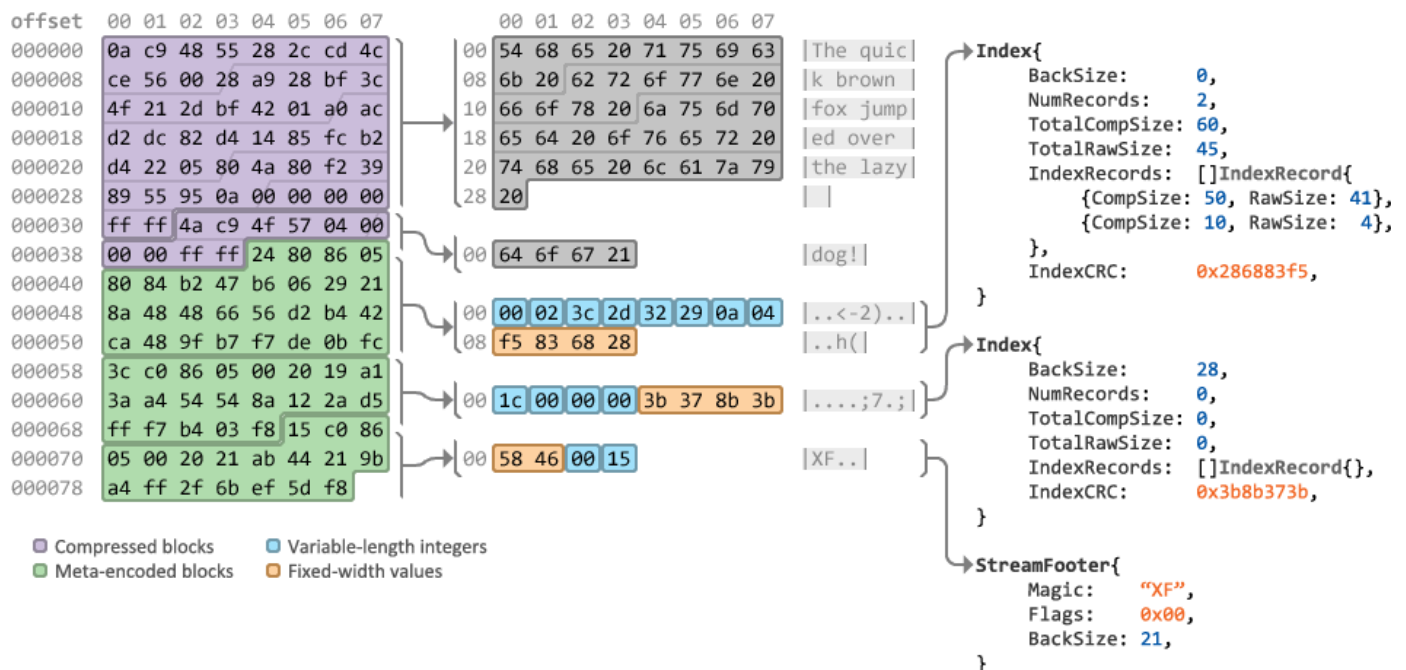 offset 00 01 02 03 04 05 06 07 00 01 02 03 04 05 06 07
000000 0a c9 48 55 28 2c cd 4c 00 54 68 65 20 71 75 69 63 |The quic|
000008 ce 56 00 28 a9 28 bf 3c 08 6b 20 62 72 6f 77 6e 20 |k brown |
000010 4f 21 2d bf 42 01 a0 ac 10 66 6f 78 20 6a 75 6d 70 |fox jump|
000018 d2 dc 82 d4 14 85 fc b2 18 65 64 20 6f 76 65 72 20 |ed over |
000020 d4 22 05 80 4a 80 f2 39 20 74 68 65 20 6c 61 7a 79 |the lazy|
000028 89 55 95 0a 00 00 00 00 28 20 | |
000030 ff ff 4a c9 4f 57 04 00
000038 00 00 ff ff 24 80 86 05 00 64 6f 67 21 |dog!|
000040 80 84 b2 47 b6 06 29 21
000048 8a 48 48 66 56 d2 b4 42 00 00 02 3c 2d 32 29 0a 04 |..<-2)..|
000050 ca 48 9f b7 f7 de 0b fc 08 f5 83 68 28 |..h(|
000058 3c c0 86 05 00 20 19 a1
000060 3a a4 54 54 8a 12 2a d5 00 1c 00 00 00 3b 37 8b 3b |....;7.;|
000068 ff f7 b4 03 f8 15 c0 86
000070 05 00 20 21 ab 44 21 9b 00 58 46 00 15 |XF..|
000078 a4 ff 2f 6b ef 5d f8
Compressed blocks
Meta-encoded blocks
Variable-length integers
Fixed-width values
Index{
BackSize: 0,
NumRecords: 2,
TotalCompSize: 60,
TotalRawSize: 45,
IndexRecords: []IndexRecord{
{CompSize: 50, RawSize: 41},
{CompSize: 10, RawSize: 4},
},
IndexCRC: 0x286883f5,
}
Index{
BackSize: 28,
NumRecords: 0,
TotalCompSize: 0,
TotalRawSize: 0,
IndexRecords: []IndexRecord{},
IndexCRC: 0x3b8b373b,
}
StreamFooter{
Magic: “XF”,
Flags: 0x00,
BackSize: 21,
}